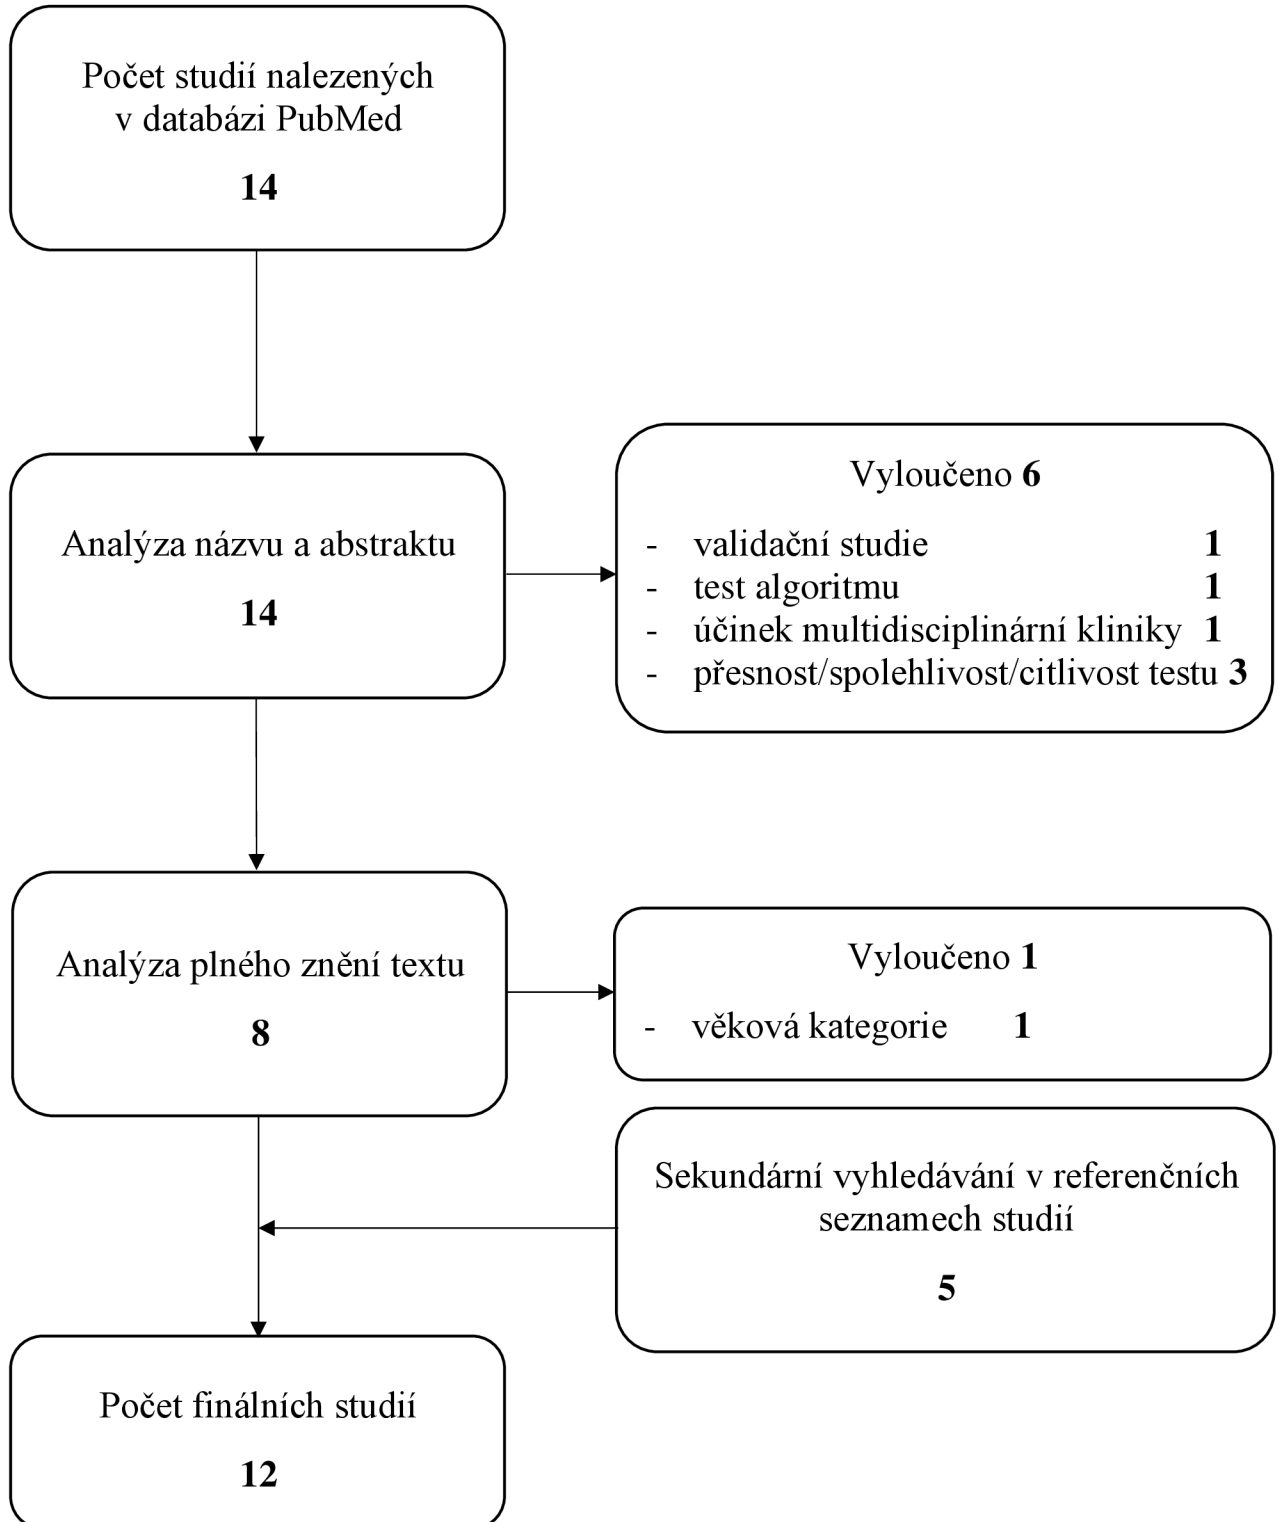 Počet studií nalezených
v databázi PubMed
14
Analýza názvu a abstraktu
14
Vyloučeno 6
- validační studie 1
- test algoritmu 1
- účinek multidisciplinární kliniky 1
- přesnost/spolehlivost/citlivost testu 3
Analýza plného znění textu
8
Vyloučeno 1
- věková kategorie 1
Sekundární vyhledávání v referenčních
seznamech studií
5
Počet finálních studií
12